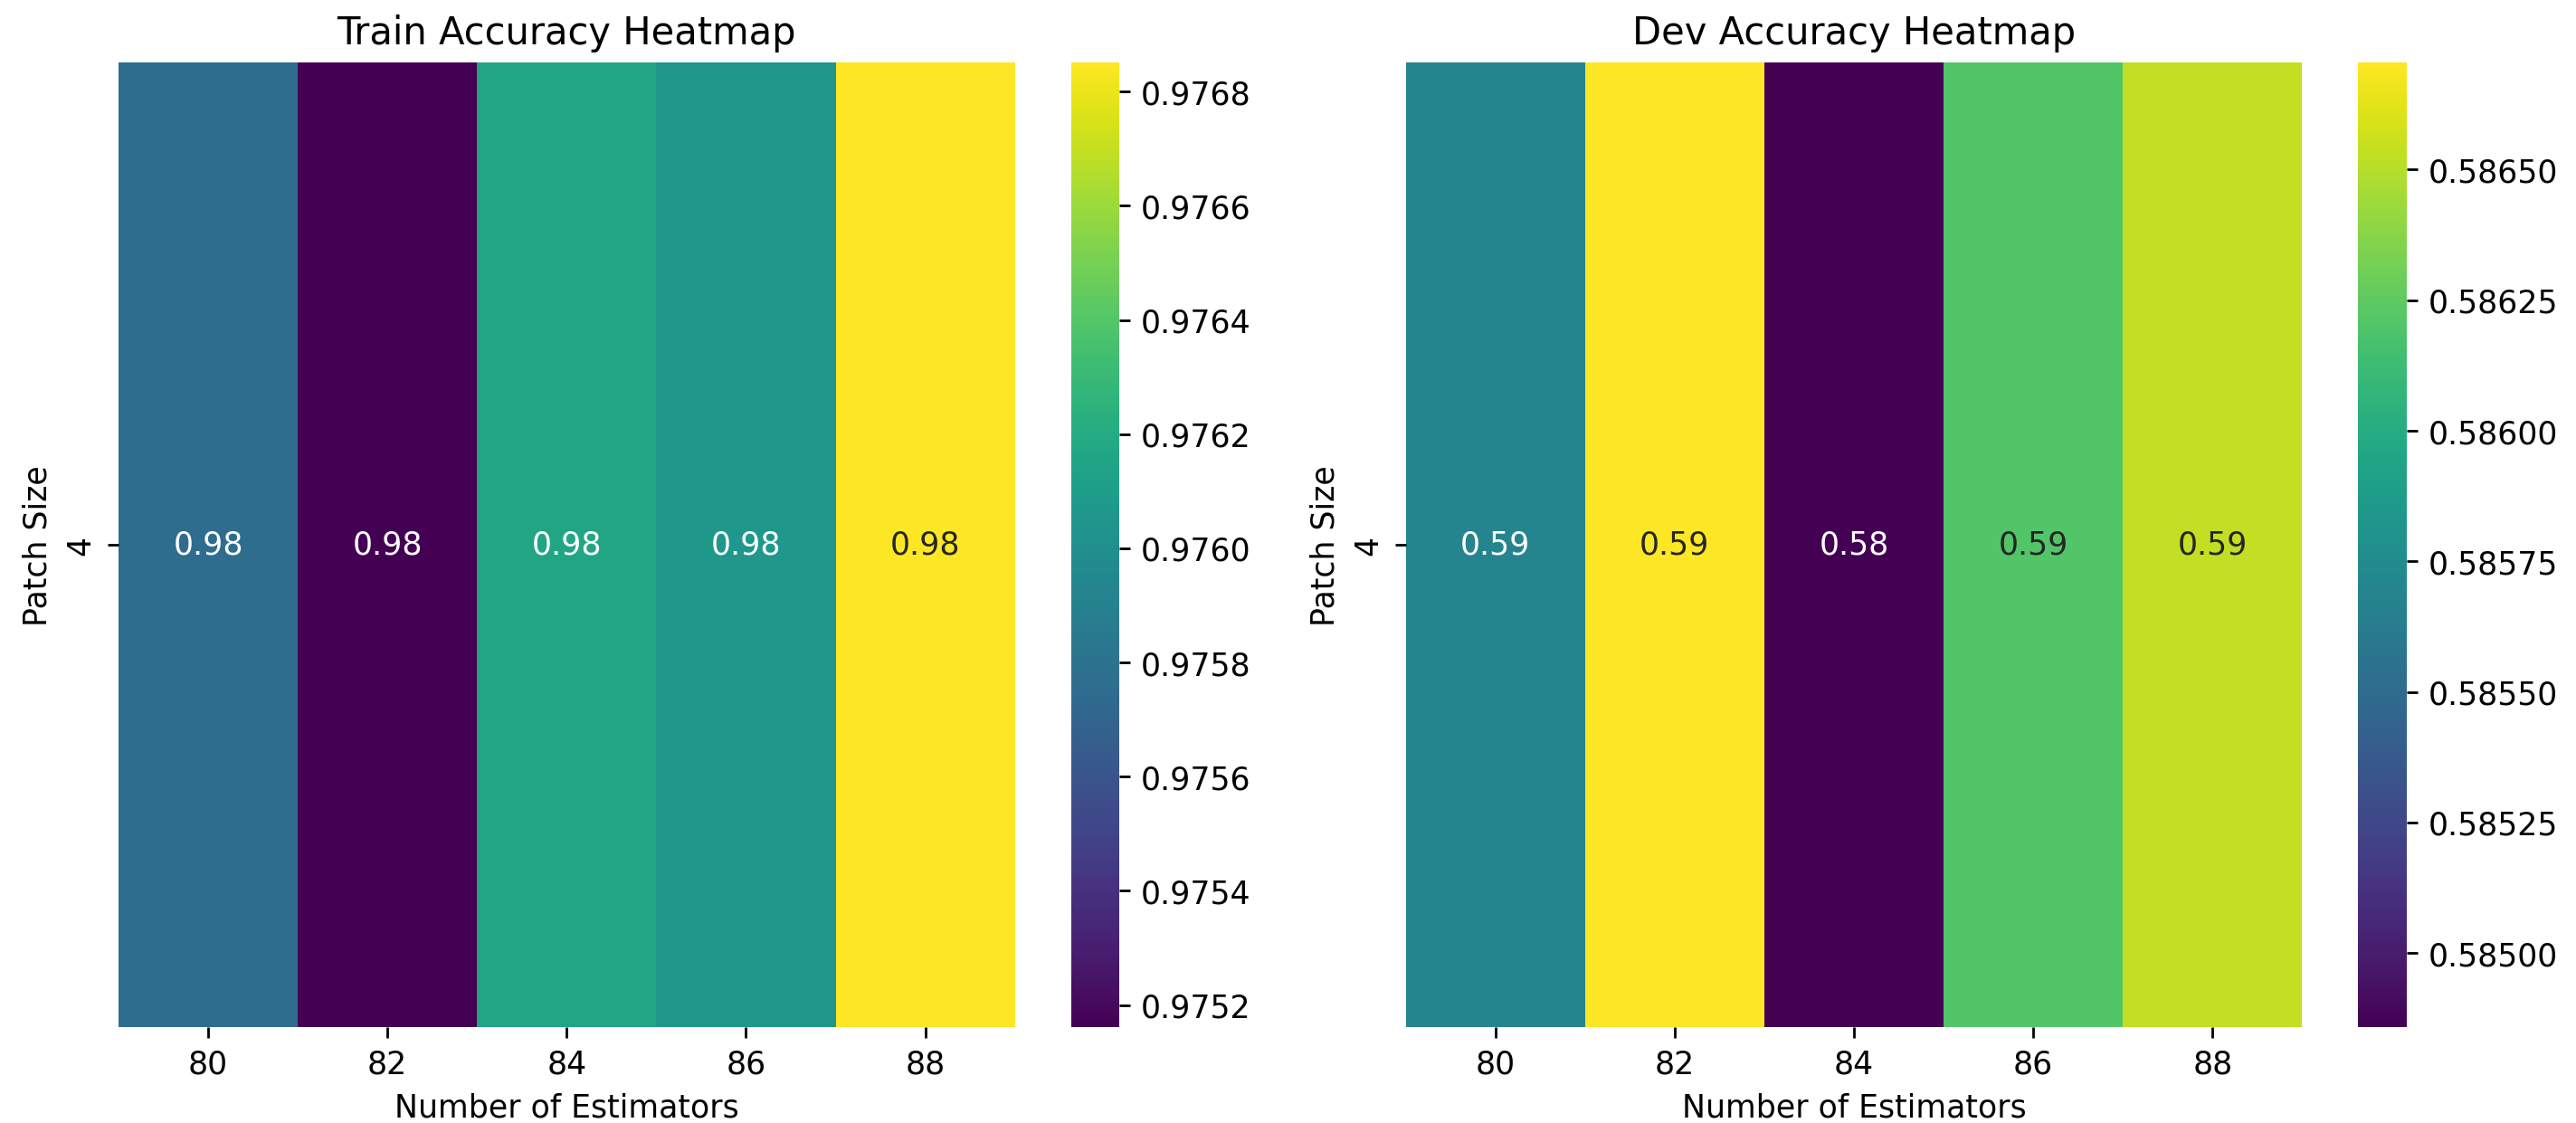 Train Accuracy Heatmap
Patch Size
4
0.98 0.98 0.98 0.98 0.98
80 82 84 86 88
Number of Estimators
0.9768
0.9766
0.9764
0.9762
0.9760
0.9758
0.9756
0.9754
0.9752
Dev Accuracy Heatmap
Patch Size
4
0.59 0.59 0.58 0.59 0.59
80 82 84 86 88
Number of Estimators
0.58650
0.58625
0.58600
0.58575
0.58550
0.58525
0.58500